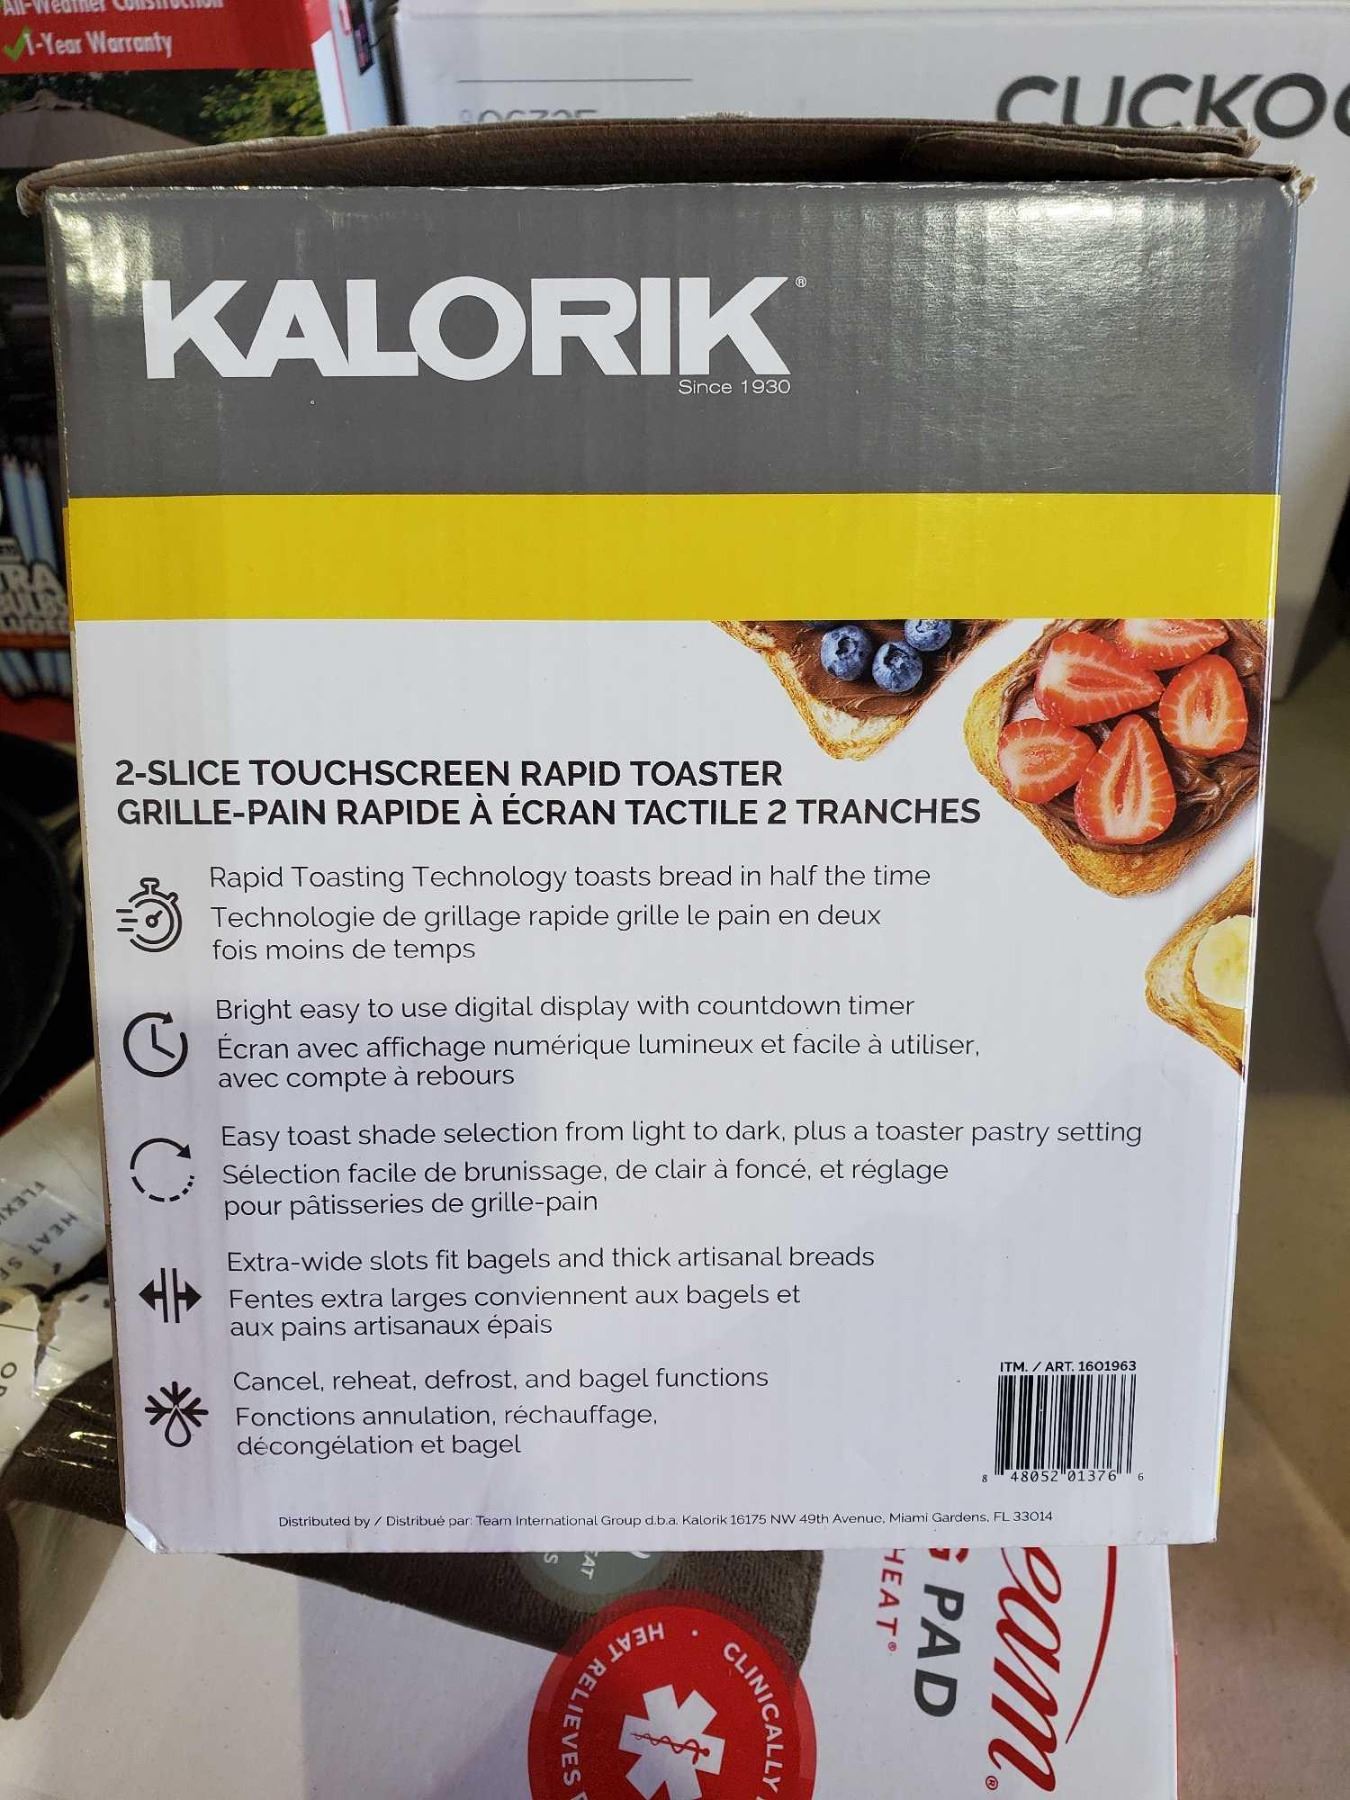 1-Year Warranty
CUCKOO
KALORIK®
Since 1930
2-SLICE TOUCHSCREEN RAPID TOASTER
GRILLE-PAIN RAPIDE À ÉCRAN TACTILE 2 TRANCHES
Rapid Toasting Technology toasts bread in half the time
Technologie de grillage rapide grille le pain en deux
fois moins de temps
Bright easy to use digital display with countdown timer
Écran avec affichage numérique lumineux et facile à utiliser,
avec compte à rebours
Easy toast shade selection from light to dark, plus a toaster pastry setting
Sélection facile de brunissage, de clair à foncé, et réglage
pour pâtisseries de grille-pain
Extra-wide slots fit bagels and thick artisanal breads
Fentes extra larges conviennent aux bagels et
aux pains artisanaux épais
Cancel, reheat, defrost, and bagel functions
Fonctions annulation, réchauffage,
décongélation et bagel
ITM. / ART. 1601963
8 48052 01376 6
Distributed by / Distribué par: Team International Group d.b.a. Kalorik 16175 NW 49th Avenue, Miami Gardens, FL 33014
HEAT®
PAD
eam®
HEAT RELIEVES
CLINICALLY